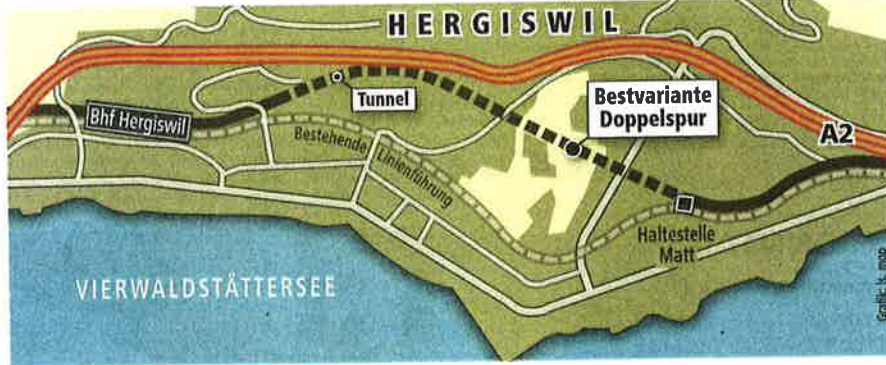 HERGISWIL
Tunnel
Bestvariante
Doppelspur
Bhf Hergiswil
A2
Bestehende
Linienführung
Haltestelle
Matt
VIERWALDSTÄTTERSEE